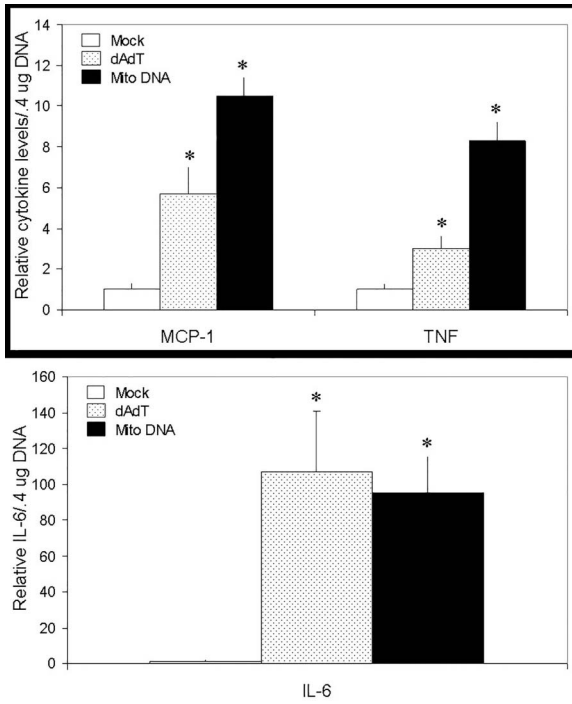 Relative cytokine levels/.4 ug DNA
14
12
10
8
6
4
2
0
Mock
dAdT
Mito DNA
*
*
*
*
MCP-1
TNF
Relative IL-6/.4 ug DNA
160
140
120
100
80
60
40
20
0
Mock
dAdT
Mito DNA
*
*
IL-6